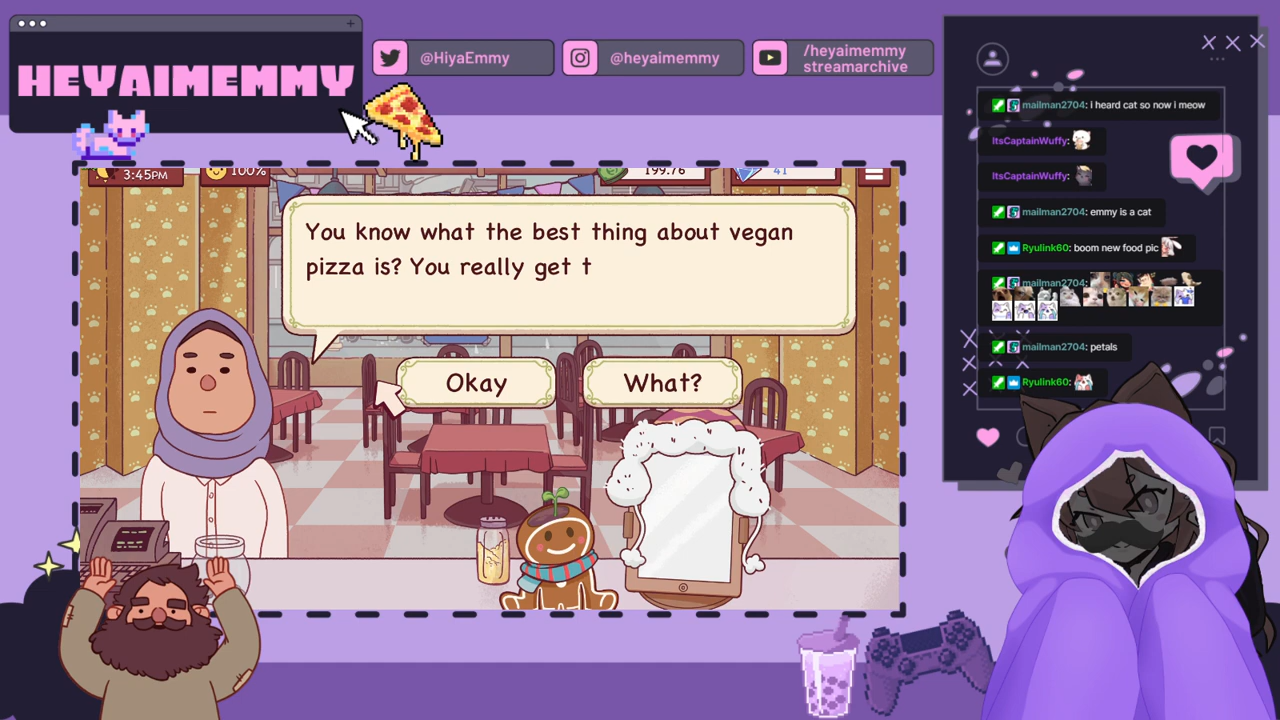 HEYAIMEMMY
@HiyaEmmy
@heyaimemmy
/heyaimemmy
streamarchive
3:45PM
100%
199.76
41
You know what the best thing about vegan
pizza is? You really get t
Okay
What?
mailman2704: i heard cat so now i meow
ItsCaptainWuffy:
ItsCaptainWuffy:
mailman2704: emmy is a cat
Ryulink60: boom new food pic
mailman2704:
mailman2704: petals
Ryulink60: